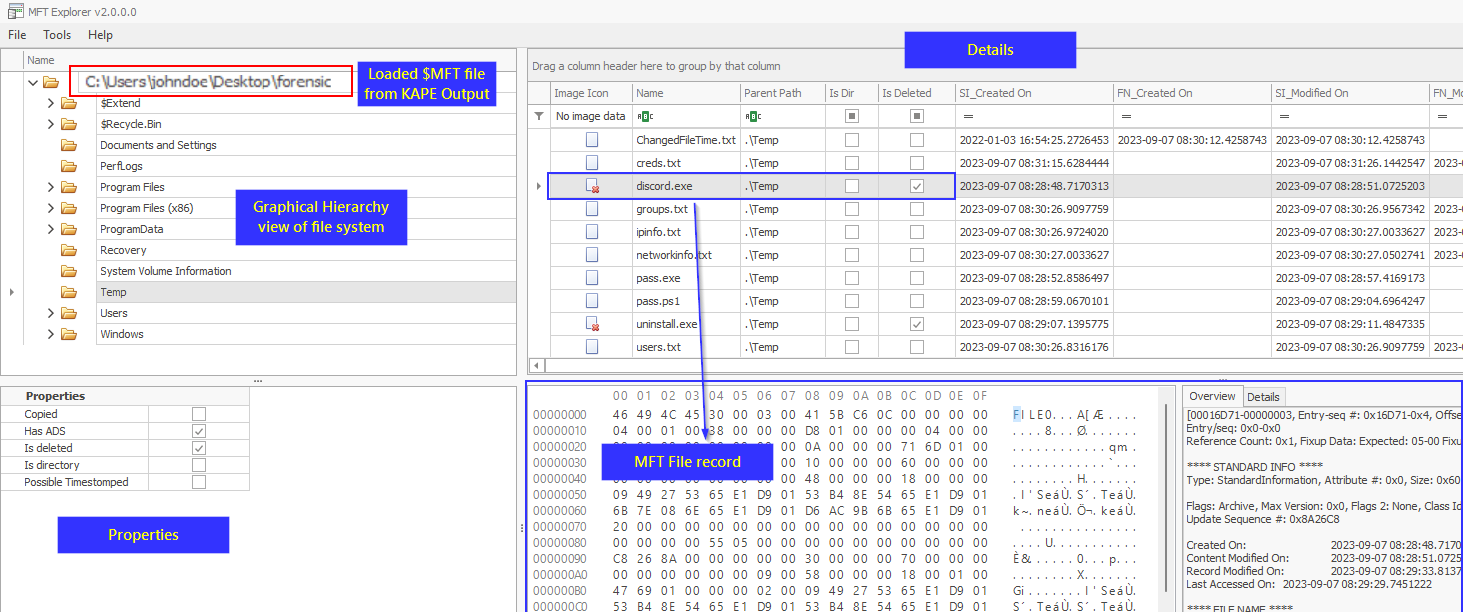 MFT Explorer v2.0.0.0
File Tools Help
Name
C:\Users\johndoe\Desktop\forensic
Loaded $MFT file
from KAPE Output
$Extend
$Recycle.Bin
Documents and Settings
PerfLogs
Program Files
Program Files (x86)
ProgramData
Recovery
System Volume Information
Temp
Users
Windows
Graphical Hierarchy
view of file system
Details
Drag a column header here to group by that column
Image Icon Name Parent Path Is Dir Is Deleted SI_Created On FN_Created On SI_Modified On FN_Mo
No image data ABC ABC = = = =
ChangedFileTime.txt .\Temp 2022-01-03 16:54:25.2726453 2023-09-07 08:30:12.4258743 2023-09-07 08:30:12.4258743
creds.txt .\Temp 2023-09-07 08:31:15.6284444 2023-09-07 08:31:26.1442547 2023-0
discord.exe .\Temp 2023-09-07 08:28:48.7170313 2023-09-07 08:28:51.0725203
groups.txt .\Temp 2023-09-07 08:30:26.9097759 2023-09-07 08:30:26.9567342 2023-0
ipinfo.txt .\Temp 2023-09-07 08:30:26.9724020 2023-09-07 08:30:27.0033627 2023-0
networkinfo.txt .\Temp 2023-09-07 08:30:27.0033627 2023-09-07 08:30:27.0502741 2023-0
pass.exe .\Temp 2023-09-07 08:28:52.8586497 2023-09-07 08:28:57.4169173
pass.ps1 .\Temp 2023-09-07 08:28:59.0670101 2023-09-07 08:29:04.6964247
uninstall.exe .\Temp 2023-09-07 08:29:07.1395775 2023-09-07 08:29:11.4847335
users.txt .\Temp 2023-09-07 08:30:26.8316176 2023-09-07 08:30:26.9097759 2023-0
Properties
Copied
Has ADS
Is deleted
Is directory
Possible Timestomped
Properties
00 01 02 03 04 05 06 07 08 09 0A 0B 0C 0D 0E 0F
00000000 46 49 4C 45 30 00 03 00 41 5B C6 0C 00 00 00 00 FILE0...A[Æ.....
00000010 04 00 01 00 38 00 00 00 D8 01 00 00 00 04 00 00 ....8...Ø.......
00000020 00 0A 00 00 00 71 6D 01 00 ............qm..
00000030 00 10 00 00 00 60 00 00 00 ............`...
00000040 00 48 00 00 00 18 00 00 00 .........H......
00000050 09 49 27 53 65 E1 D9 01 53 B4 8E 54 65 E1 D9 01 .I'SeáÙ.S´.TeáÙ.
00000060 6B 7E 08 6E 65 E1 D9 01 D6 AC 9B 6B 65 E1 D9 01 k~.neáÙ.Ö¬.keáÙ.
00000070 20 00 00 00 00 00 00 00 00 00 00 00 00 00 00 00 ................
00000080 00 00 00 00 55 05 00 00 00 00 00 00 00 00 00 00 ....U...........
00000090 C8 26 8A 00 00 00 00 00 30 00 00 00 70 00 00 00 È&......0...p...
000000A0 00 00 00 00 00 00 09 00 58 00 00 00 18 00 01 00 ........X.......
000000B0 47 69 01 00 00 00 02 00 09 49 27 53 65 E1 D9 01 Gi.......I'SeáÙ.
000000C0 53 B4 8E 54 65 E1 D9 01 53 B4 8E 54 65 E1 D9 01 S´.TeáÙ.S´.TeáÙ.
MFT File record
Overview Details
[00016D71-00000003, Entry-seq #: 0x16D71-0x4, Offse
Entry/seq: 0x0-0x0
Reference Count: 0x1, Fixup Data: Expected: 05-00 Fixu
**** STANDARD INFO ****
Type: StandardInformation, Attribute #: 0x0, Size: 0x60
Flags: Archive, Max Version: 0x0, Flags 2: None, Class Id
Update Sequence #: 0x8A26C8
Created On: 2023-09-07 08:28:48.7170
Content Modified On: 2023-09-07 08:28:51.0725
Record Modified On: 2023-09-07 08:29:33.8137
Last Accessed On: 2023-09-07 08:29:29.7451222
**** FILE NAME ****